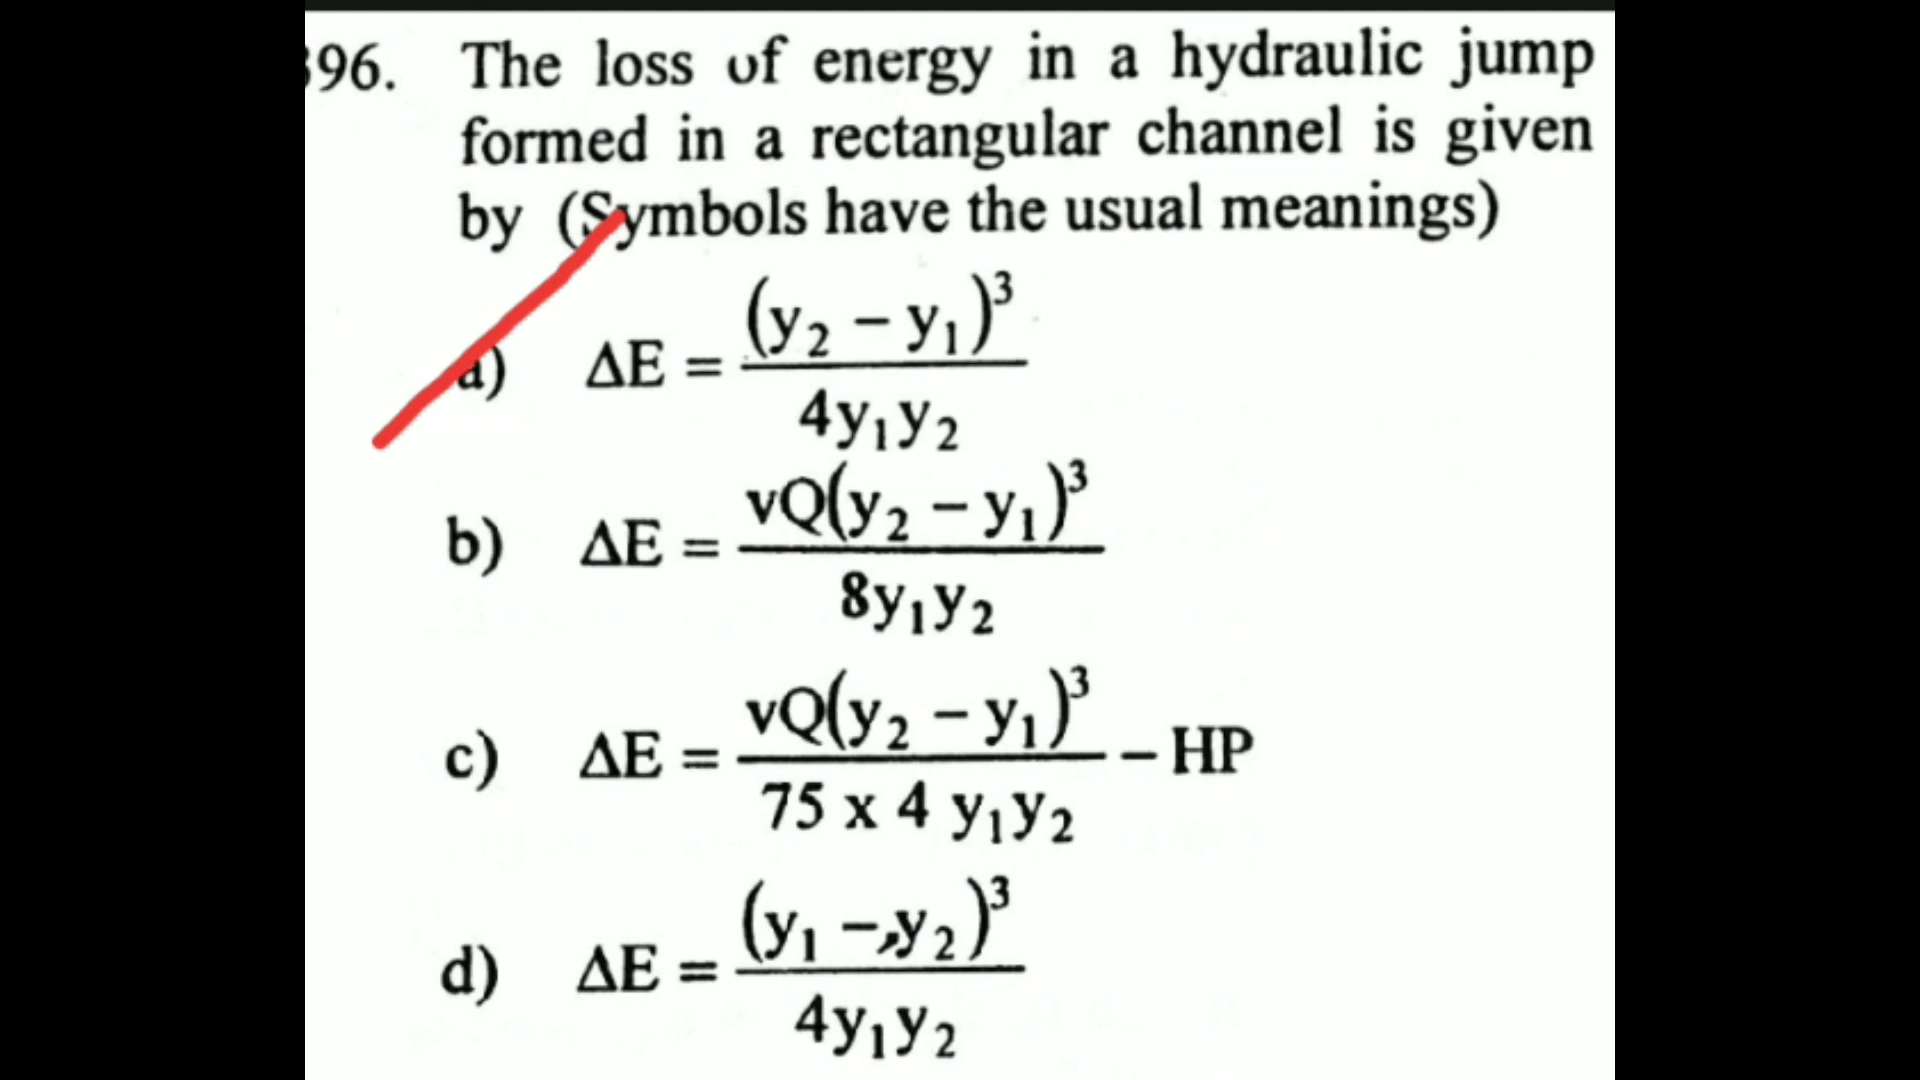 96. The loss of energy in a hydraulic jump
formed in a rectangular channel is given
by (Symbols have the usual meanings)
a) ΔE = (y₂ − y₁)³ / 4y₁y₂
b) ΔE = vQ(y₂ − y₁)³ / 8y₁y₂
c) ΔE = vQ(y₂ − y₁)³ / 75 x 4 y₁y₂ − HP
d) ΔE = (y₁ − y₂)³ / 4y₁y₂